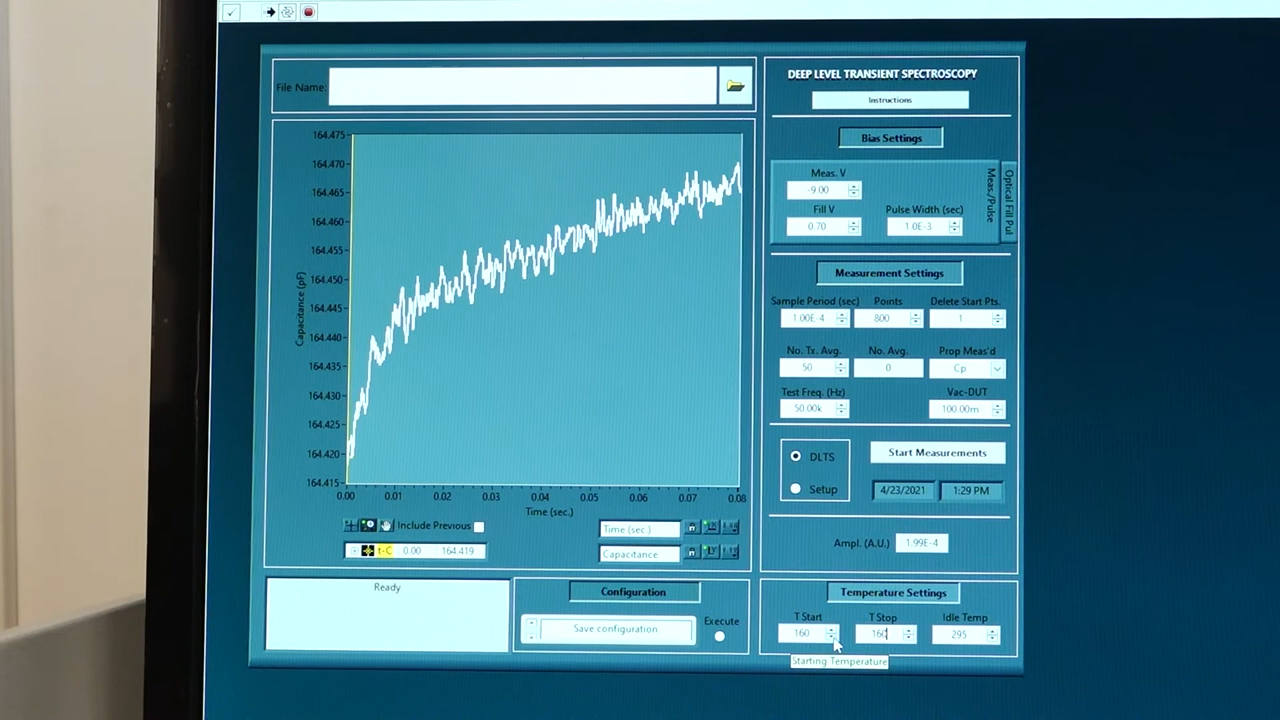 File Name:
DEEP LEVEL TRANSIENT SPECTROSCOPY
Instructions
Bias Settings
Meas. V
-9.00
Fill V
Pulse Width (sec)
0.70
1.0E-3
Meas./Pulse
Optical Fill Pul
Measurement Settings
Sample Period (sec)
Points
Delete Start Pts.
1.00E-4
800
1
No. Tx. Avg.
No. Avg.
Prop Meas'd
50
0
Cp
Test Freq. (Hz)
Vac-DUT
50.00k
100.00m
DLTS
Start Measurements
Setup
4/23/2021
1:29 PM
Ampl. (A.U.)
1.99E-4
Temperature Settings
T Start
T Stop
Idle Temp
160
160
295
Starting Temperature
164.475
164.470
164.465
164.460
164.455
164.450
164.445
164.440
164.435
164.430
164.425
164.420
164.415
Capacitance (pF)
0.00
0.01
0.02
0.03
0.04
0.05
0.06
0.07
0.08
Time (sec.)
Include Previous
Time (sec.)
t-C
0.00
164.419
Capacitance
Ready
Configuration
Save configuration
Execute